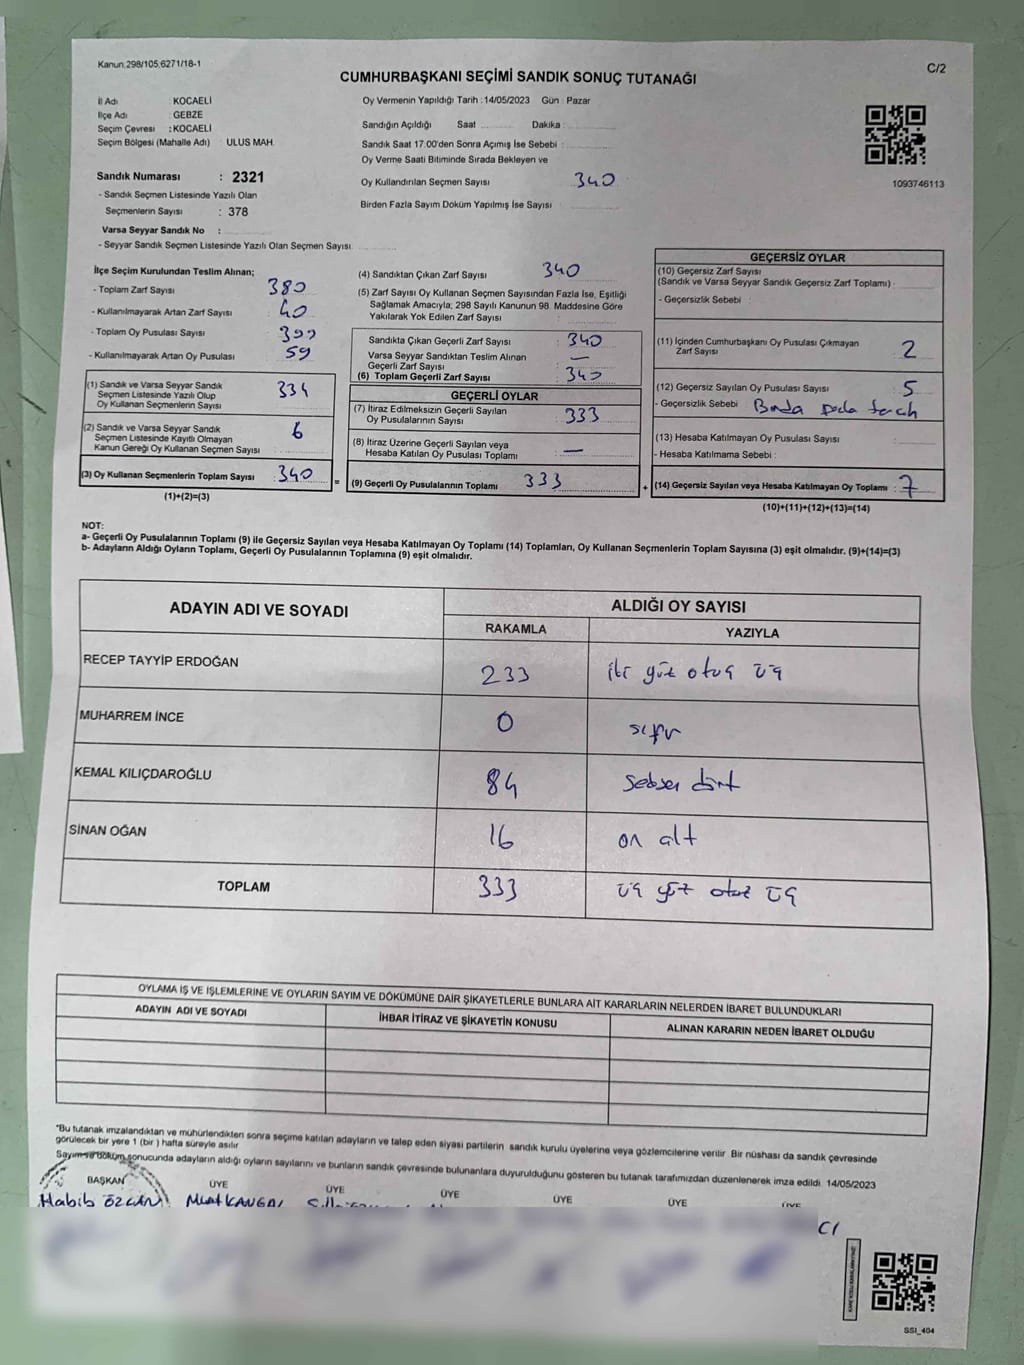 Kanun:298/105;6271/18-1
C/2
CUMHURBAŞKANI SEÇİMİ SANDIK SONUÇ TUTANAĞI
İl Adı : KOCAELİ
İlçe Adı : GEBZE
Seçim Çevresi : KOCAELİ
Seçim Bölgesi (Mahalle Adı) ULUS MAH.
Sandık Numarası : 2321
- Sandık Seçmen Listesinde Yazılı Olan
Seçmenlerin Sayısı : 378
Varsa Seyyar Sandık No :
- Seyyar Sandık Seçmen Listesinde Yazılı Olan Seçmen Sayısı
Oy Vermenin Yapıldığı Tarih :14/05/2023 Gün : Pazar
Sandığın Açıldığı Saat Dakika
Sandık Saat 17:00'den Sonra Açımış İse Sebebi :
Oy Verme Saati Bitiminde Sırada Bekleyen ve
Oy Kullandırılan Seçmen Sayısı 340
Birden Fazla Sayım Döküm Yapılmış İse Sayısı
1093746113
İlçe Seçim Kurulundan Teslim Alınan;
- Toplam Zarf Sayısı 380
- Kullanılmayarak Artan Zarf Sayısı 40
- Toplam Oy Pusulası Sayısı
- Kullanılmayarak Artan Oy Pusulası 59
(1) Sandık ve Varsa Seyyar Sandık
Seçmen Listesinde Yazılı Olup
Oy Kullanan Seçmenlerin Sayısı 334
(2) Sandık ve Varsa Seyyar Sandık
Seçmen Listesinde Kayıtlı Olmayan
Kanun Gereği Oy Kullanan Seçmen Sayısı 6
(3) Oy Kullanan Seçmenlerin Toplam Sayısı : 340
(1)+(2)=(3)
(4) Sandıktan Çıkan Zarf Sayısı 340
(5) Zarf Sayısı Oy Kullanan Seçmen Sayısından Fazla İse, Eşitliği
Sağlamak Amacıyla; 298 Sayılı Kanunun 98. Maddesine Göre
Yakılarak Yok Edilen Zarf Sayısı
Sandıkta Çıkan Geçerli Zarf Sayısı : 340
Varsa Seyyar Sandıktan Teslim Alınan
Geçerli Zarf Sayısı : —
(6) Toplam Geçerli Zarf Sayısı : 340
GEÇERLİ OYLAR
(7) İtiraz Edilmeksizin Geçerli Sayılan
Oy Pusulalarının Sayısı : 333
(8) İtiraz Üzerine Geçerli Sayılan veya
Hesaba Katılan Oy Pusulası Toplamı : —
= (9) Geçerli Oy Pusulalarının Toplamı 333
GEÇERSİZ OYLAR
(10) Geçersiz Zarf Sayısı
(Sandık ve Varsa Seyyar Sandık Geçersiz Zarf Toplamı) :
- Geçersizlik Sebebi :
(11) İçinden Cumhurbaşkanı Oy Pusulası Çıkmayan
Zarf Sayısı 2
(12) Geçersiz Sayılan Oy Pusulası Sayısı : 5
- Geçersizlik Sebebi
(13) Hesaba Katılmayan Oy Pusulası Sayısı
- Hesaba Katılmama Sebebi :
+ (14) Geçersiz Sayılan veya Hesaba Katılmayan Oy Toplamı : 7
(10)+(11)+(12)+(13)=(14)
NOT:
a- Geçerli Oy Pusulalarının Toplamı (9) ile Geçersiz Sayılan veya Hesaba Katılmayan Oy Toplamı (14) Toplamları, Oy Kullanan Seçmenlerin Toplam Sayısına (3) eşit olmalıdır. (9)+(14)=(3)
b- Adayların Aldığı Oyların Toplamı, Geçerli Oy Pusulalarının Toplamına (9) eşit olmalıdır.
ADAYIN ADI VE SOYADI ALDIĞI OY SAYISI
RAKAMLA YAZIYLA
RECEP TAYYİP ERDOĞAN 233 iki yüz otuz üç
MUHARREM İNCE 0 sıfır
KEMAL KILIÇDAROĞLU 84 seksen dört
SİNAN OĞAN 16 on altı
TOPLAM 333 üç yüz otuz üç
OYLAMA İŞ VE İŞLEMLERİNE VE OYLARIN SAYIM VE DÖKÜMÜNE DAİR ŞİKAYETLERLE BUNLARA AİT KARARLARIN NELERDEN İBARET BULUNDUKLARI
ADAYIN ADI VE SOYADI İHBAR İTİRAZ VE ŞİKAYETİN KONUSU ALINAN KARARIN NEDEN İBARET OLDUĞU
*Bu tutanak imzalandıktan ve mühürlendikten sonra seçime katılan adayların ve talep eden siyasi partilerin sandık kurulu üyelerine veya gözlemcilerine verilir. Bir nüshası da sandık çevresinde
görülecek bir yere 1 (bir ) hafta süreyle asılır
Sayım ve döküm sonucunda adayların aldığı oyların sayılarını ve bunların sandık çevresinde bulunanlara duyurulduğunu gösteren bu tutanak tarafımızdan düzenlenerek imza edildi. 14/05/2023
BAŞKAN ÜYE ÜYE ÜYE ÜYE ÜYE ÜYE
Habib ÖZCAN Murat KANGAL
CI
SSI_404